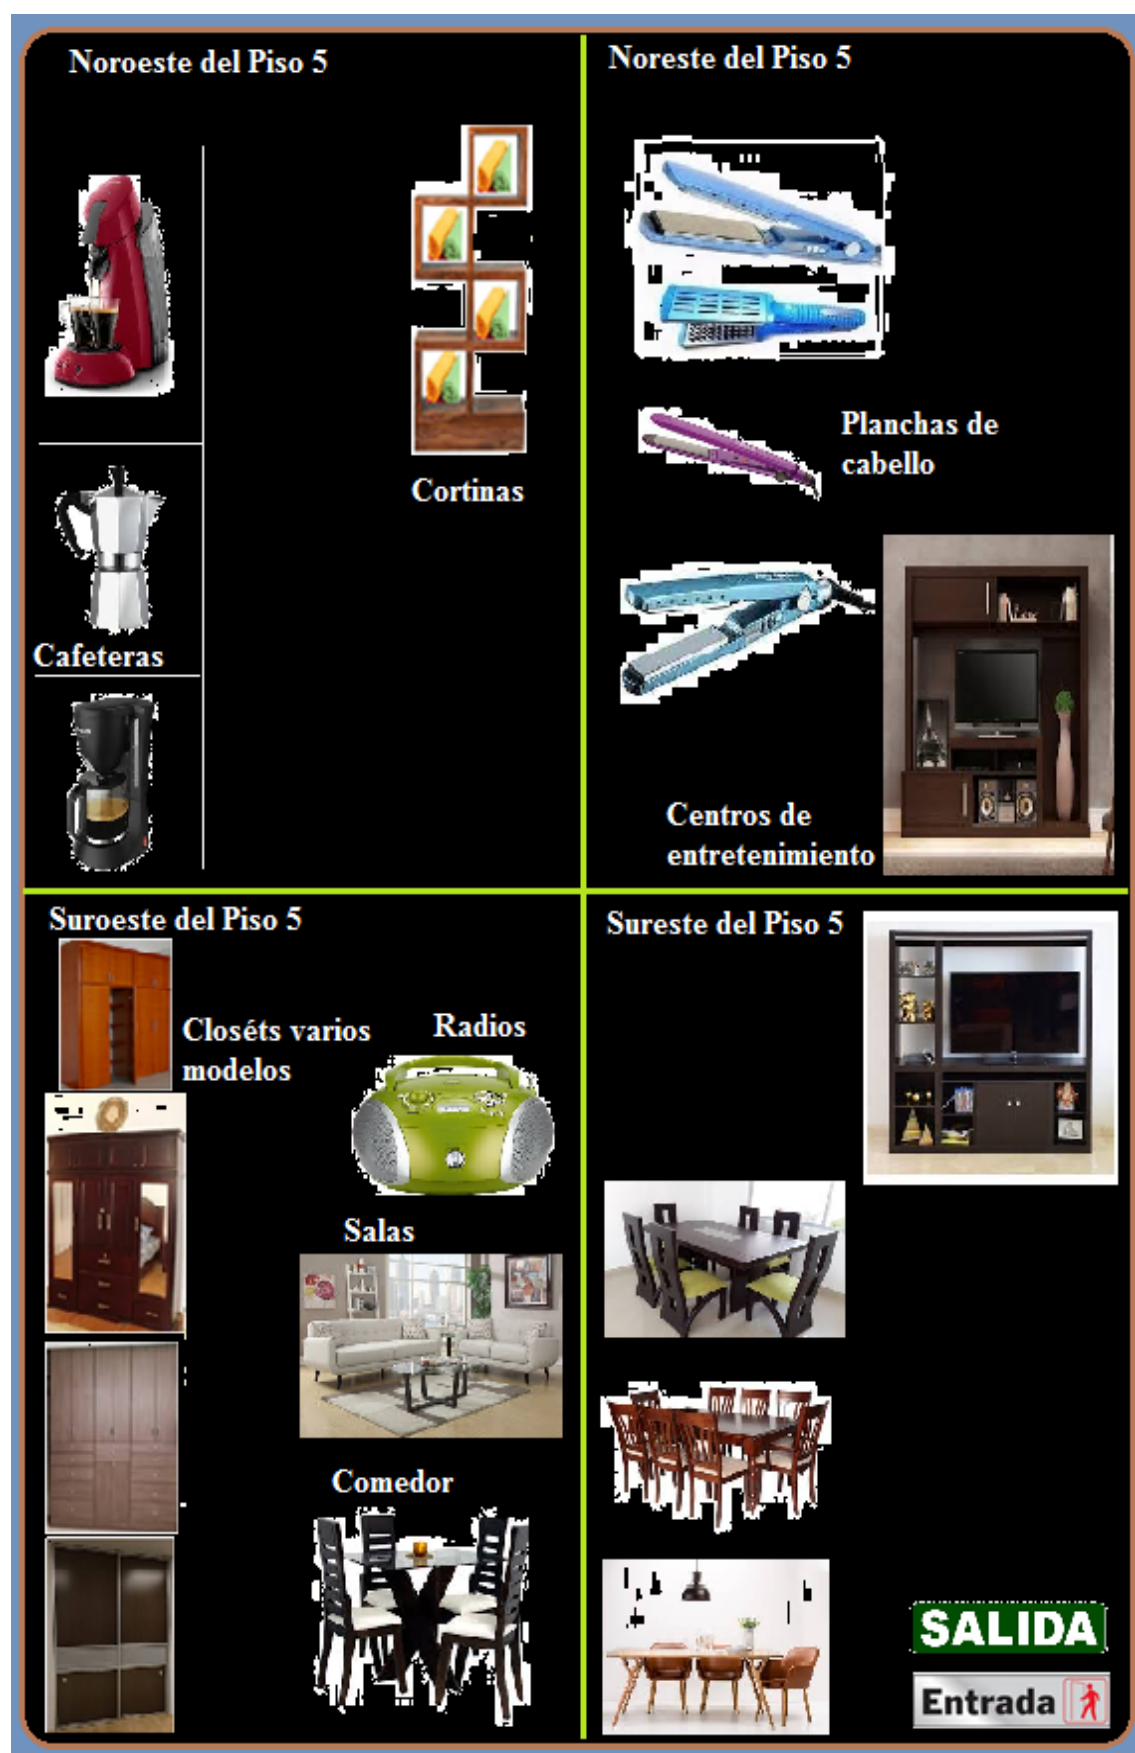 Noroeste del Piso 5
Cortinas
Cafeteras
Noreste del Piso 5
Planchas de
cabello
Centros de
entretenimiento
Suroeste del Piso 5
Closéts varios
modelos
Radios
Salas
Comedor
Sureste del Piso 5
SALIDA
Entrada